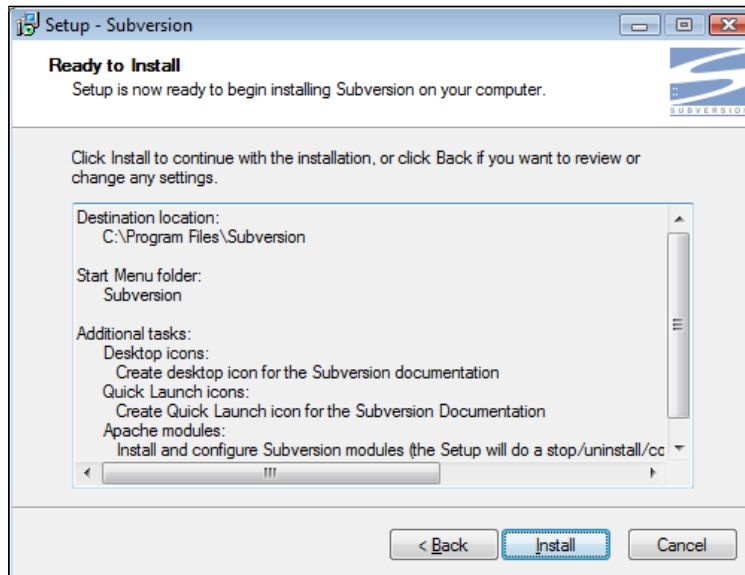 Setup - Subversion
Ready to Install
Setup is now ready to begin installing Subversion on your computer.
SUBVERSION
Click Install to continue with the installation, or click Back if you want to review or
change any settings.
Destination location:
C:\Program Files\Subversion
Start Menu folder:
Subversion
Additional tasks:
Desktop icons:
Create desktop icon for the Subversion documentation
Quick Launch icons:
Create Quick Launch icon for the Subversion Documentation
Apache modules:
Install and configure Subversion modules (the Setup will do a stop/uninstall/co
< Back
Install
Cancel